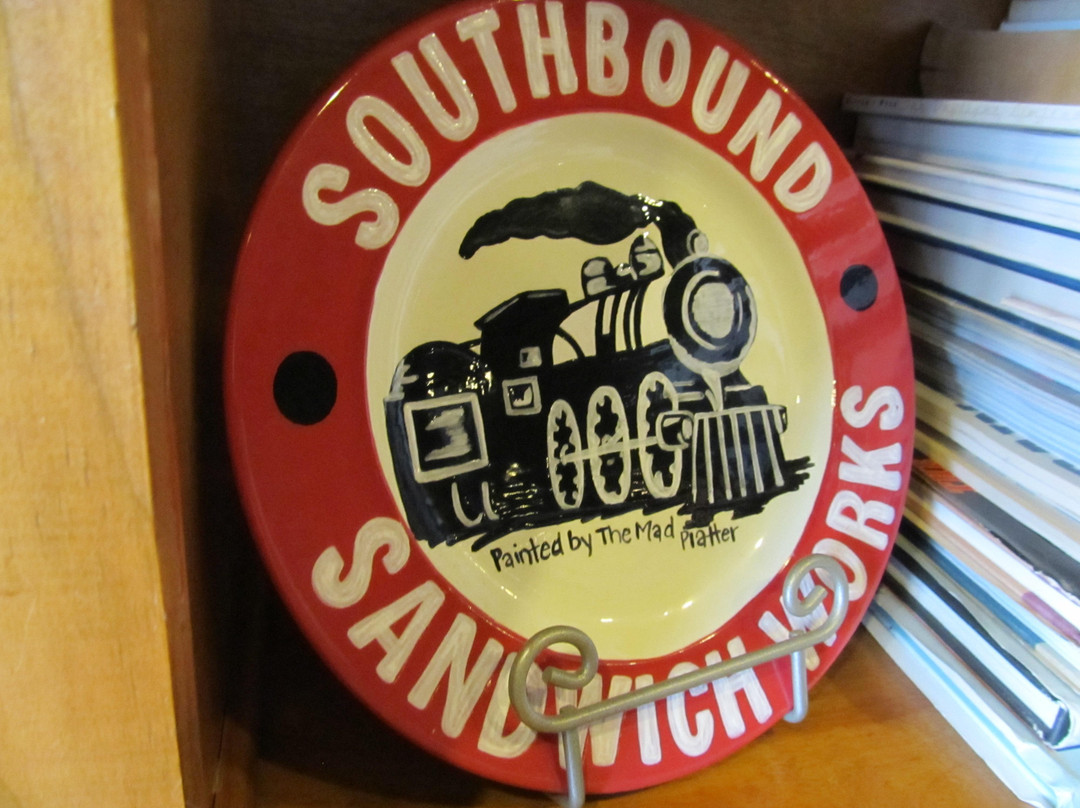 SOUTHBOUND
SANDWICH WORKS
Painted by The Mad Platter